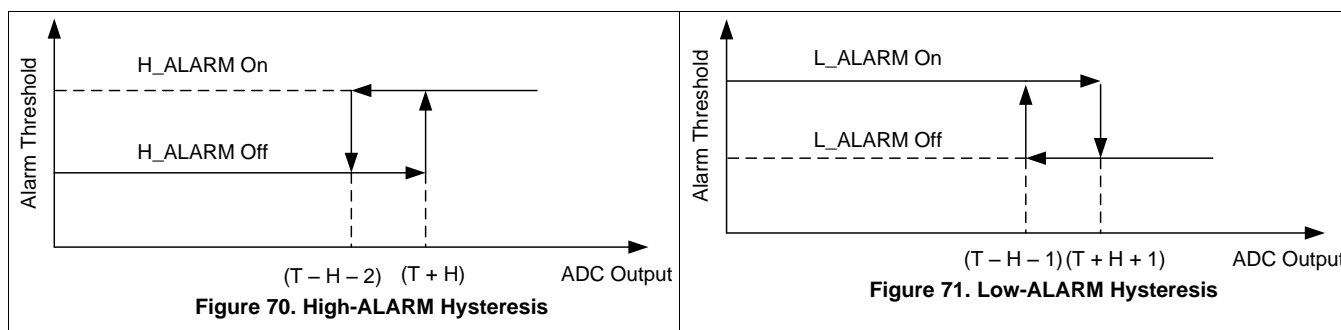 Alarm Threshold
H_ALARM On
H_ALARM Off
(T – H – 2)
(T + H)
ADC Output
Figure 70. High-ALARM Hysteresis
Alarm Threshold
L_ALARM On
L_ALARM Off
(T – H – 1)
(T + H + 1)
ADC Output
Figure 71. Low-ALARM Hysteresis